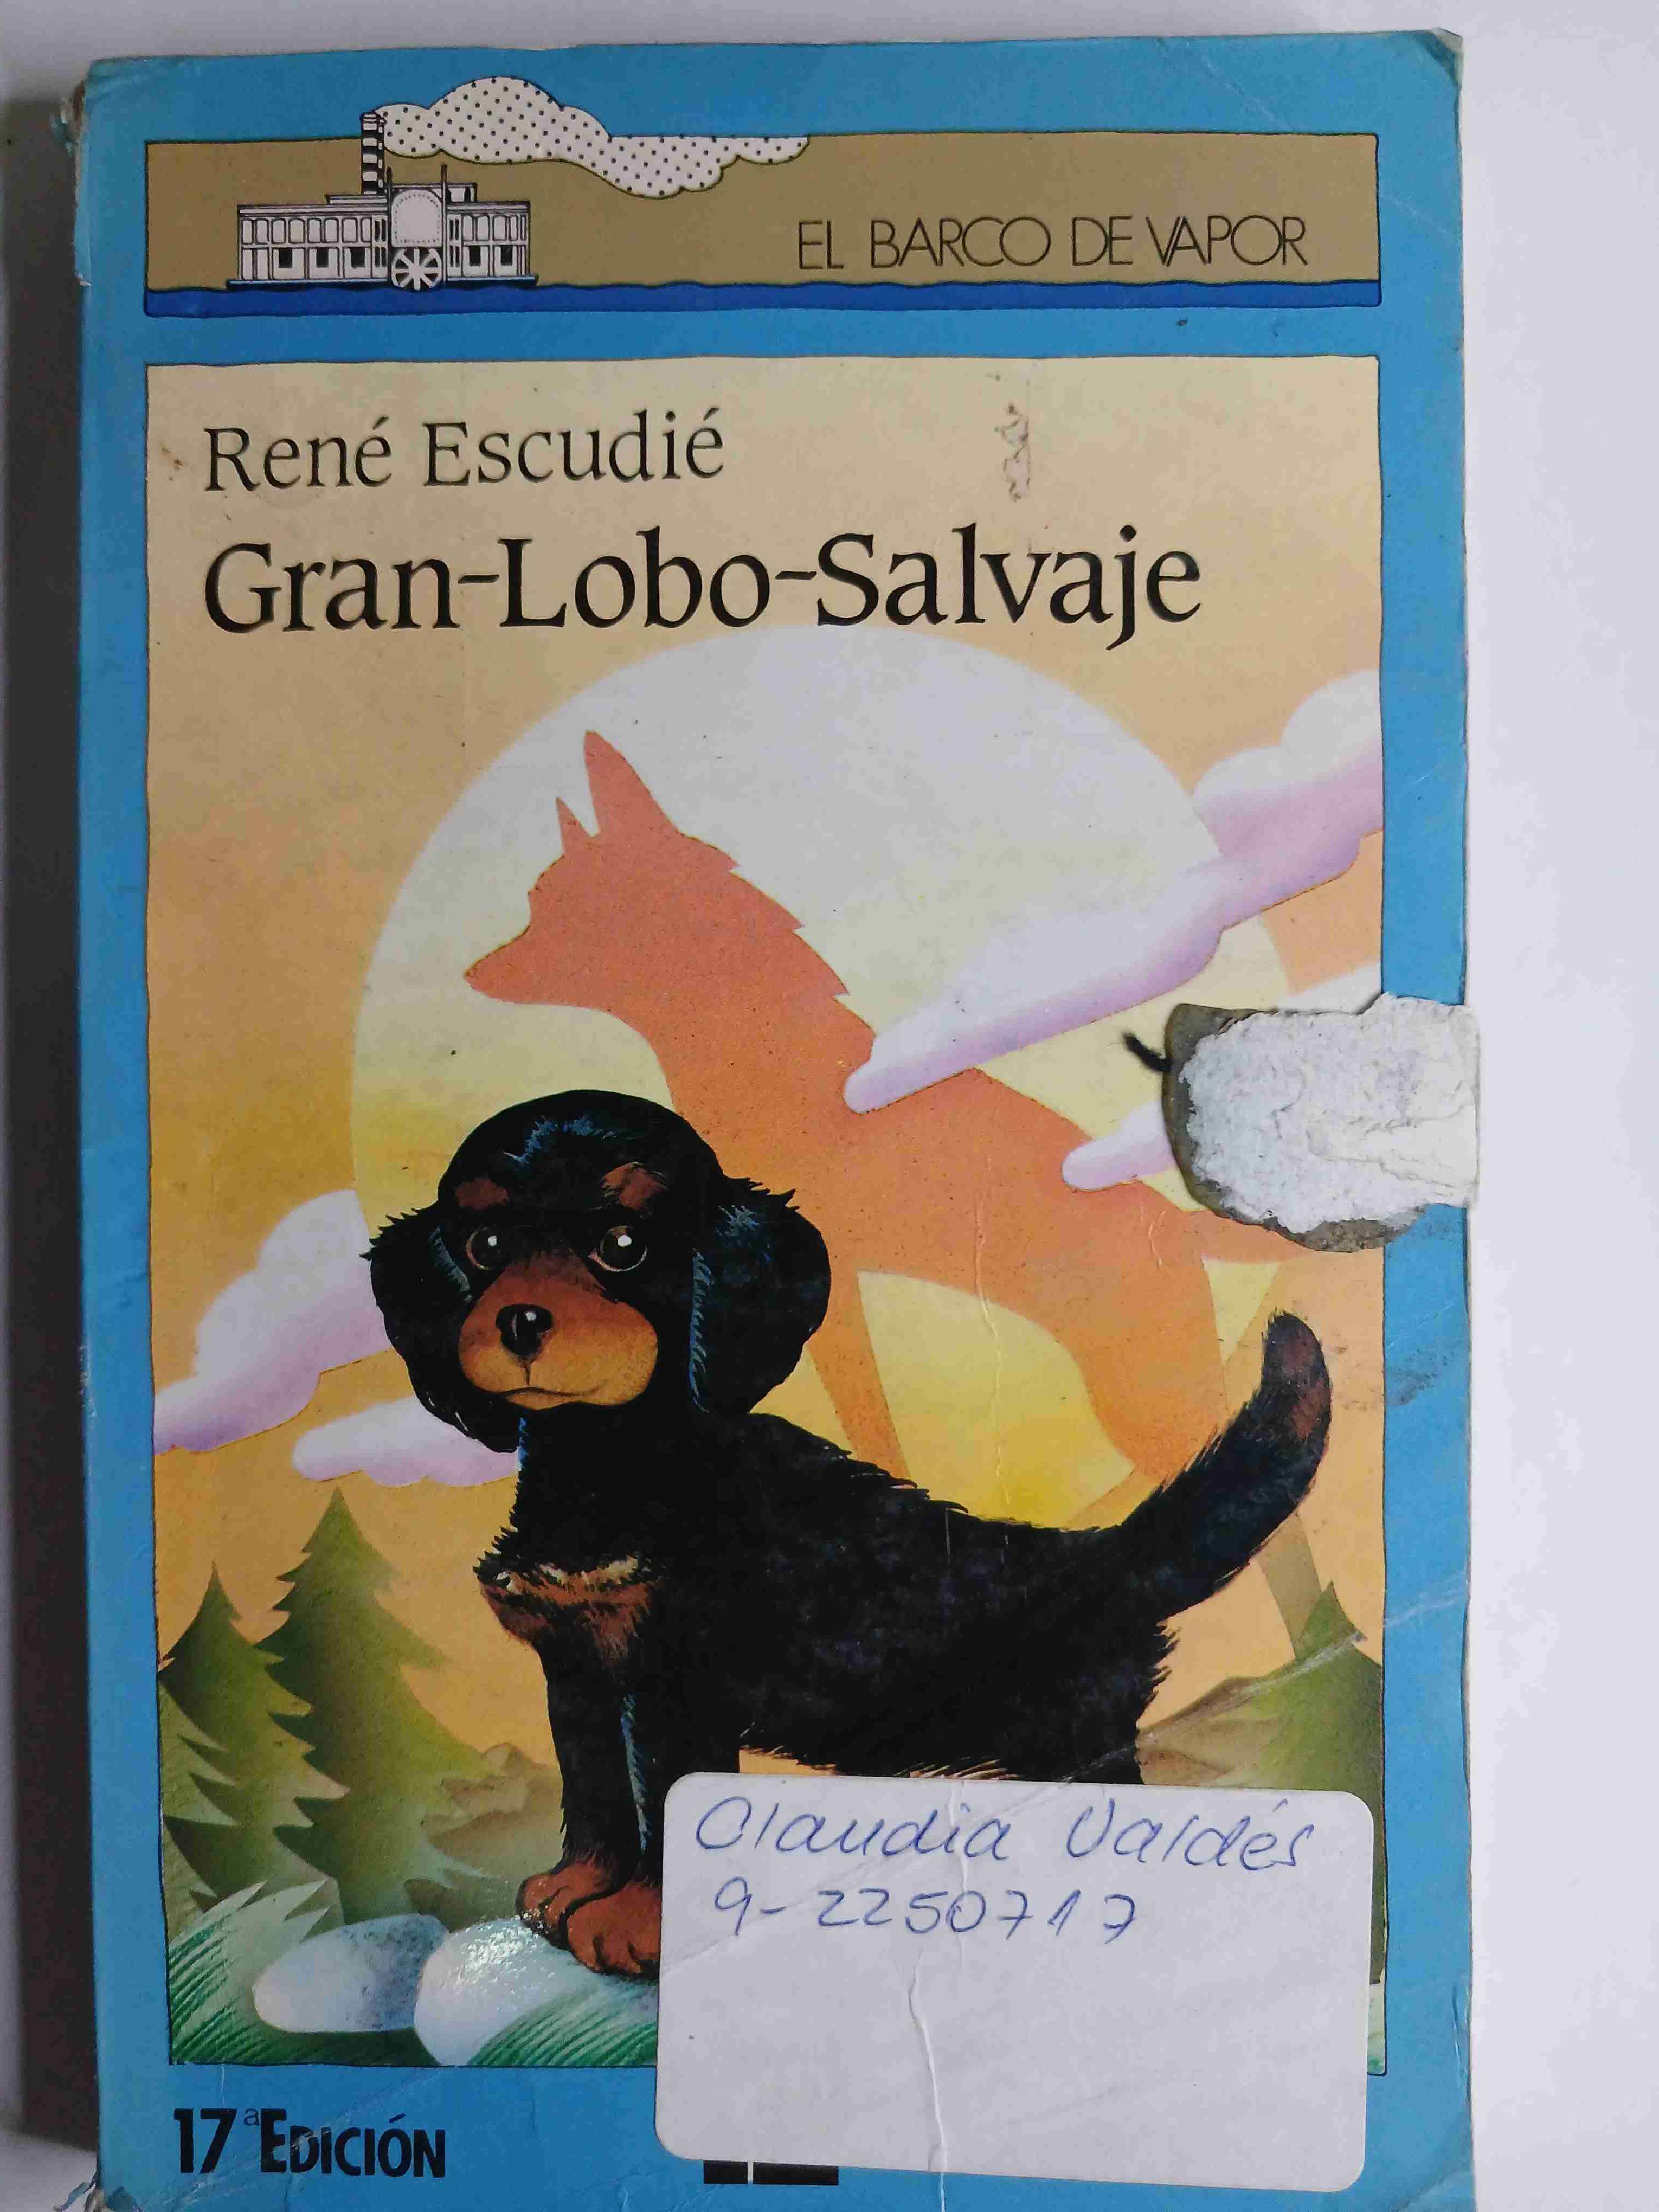 EL BARCO DE VAPOR
René Escudié
Gran-Lobo-Salvaje
Claudia Valdés
9-2250717
17ª EDICIÓN